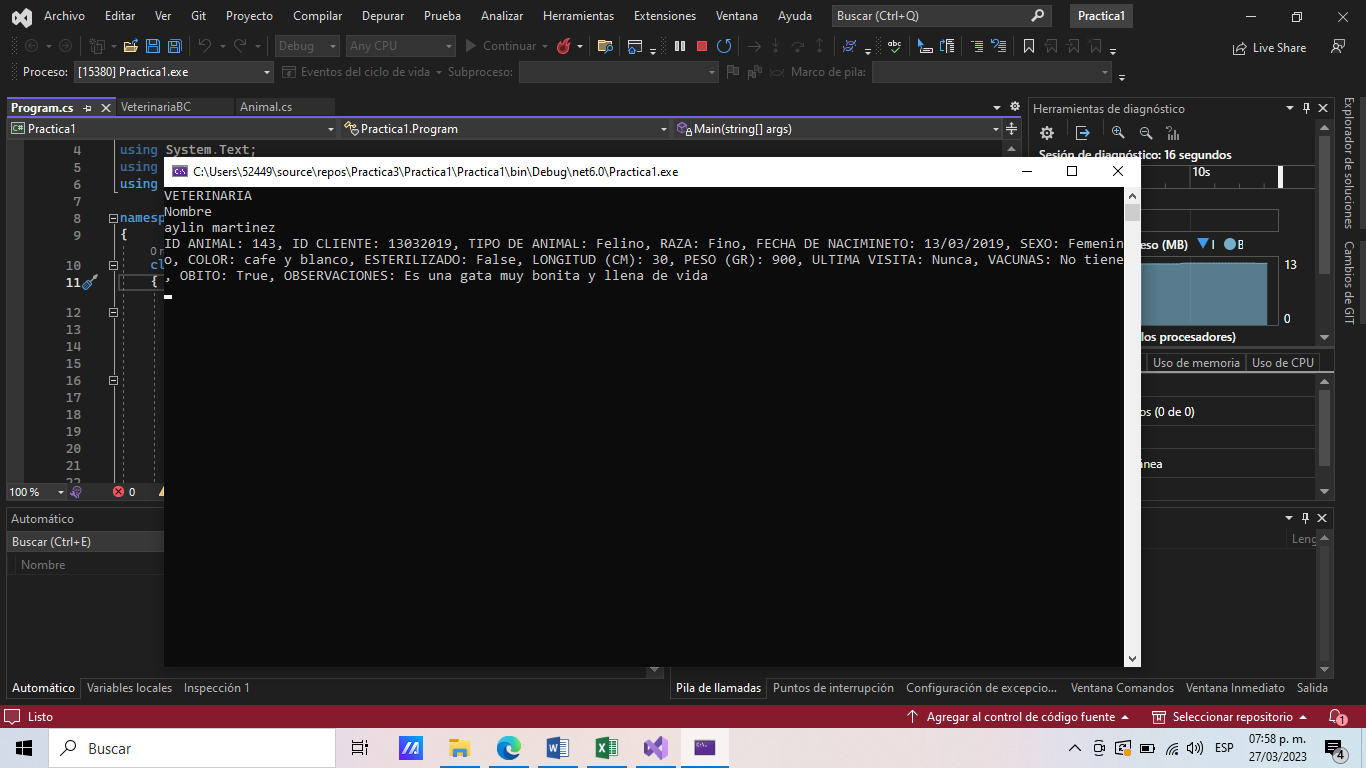 Archivo Editar Ver Git Proyecto Compilar Depurar Prueba Analizar Herramientas Extensiones Ventana Ayuda Buscar (Ctrl+Q) Practica1
Debug Any CPU Continuar Live Share
Proceso: [15380] Practica1.exe Eventos del ciclo de vida Subproceso: Marco de pila:
Program.cs VeterinariaBC Animal.cs
Herramientas de diagnóstico
Practica1 Practica1.Program Main(string[] args)
4 using System.Text;
Sesión de diagnóstico: 16 segundos
5 using
6 using
10s
7
8 namesp
9 {
10 cl
11 {
12
13
14
15
16
17
18
19
20
21
22
C:\Users\52449\source\repos\Practica3\Practica1\Practica1\bin\Debug\net6.0\Practica1.exe
VETERINARIA
Nombre
aylin martinez
ID ANIMAL: 143, ID CLIENTE: 13032019, TIPO DE ANIMAL: Felino, RAZA: Fino, FECHA DE NACIMINETO: 13/03/2019, SEXO: Femenin
o, COLOR: cafe y blanco, ESTERILIZADO: False, LONGITUD (CM): 30, PESO (GR): 900, ULTIMA VISITA: Nunca, VACUNAS: No tiene
, OBITO: True, OBSERVACIONES: Es una gata muy bonita y llena de vida
eso (MB)
13
0
los procesadores)
Uso de memoria Uso de CPU
os (0 de 0)
ánea
Explorador de soluciones
Cambios de GIT
100 % 0
Automático
Buscar (Ctrl+E)
Nombre
Leng
Automático Variables locales Inspección 1
Pila de llamadas Puntos de interrupción Configuración de excepcio... Ventana Comandos Ventana Inmediato Salida
Listo Agregar al control de código fuente Seleccionar repositorio 1
Buscar
ESP 07:58 p. m.
27/03/2023
4